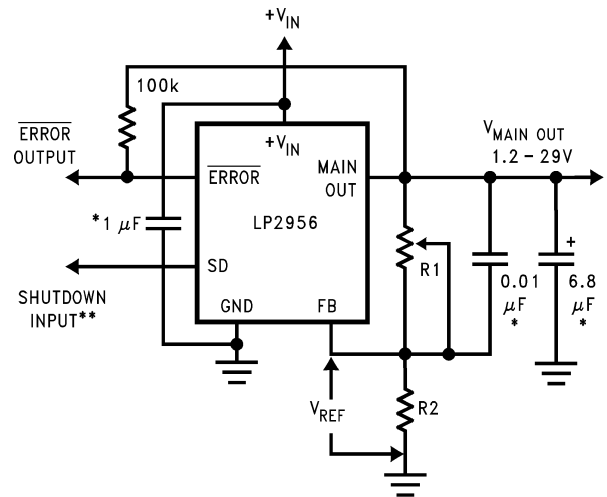 +VIN
100k
ERROR
OUTPUT
+VIN
ERROR
MAIN
OUT
VMAIN OUT
1.2 – 29V
*1 μF
LP2956
SD
R1
SHUTDOWN
INPUT**
GND
FB
0.01
μF
*
+
6.8
μF
*
VREF
R2